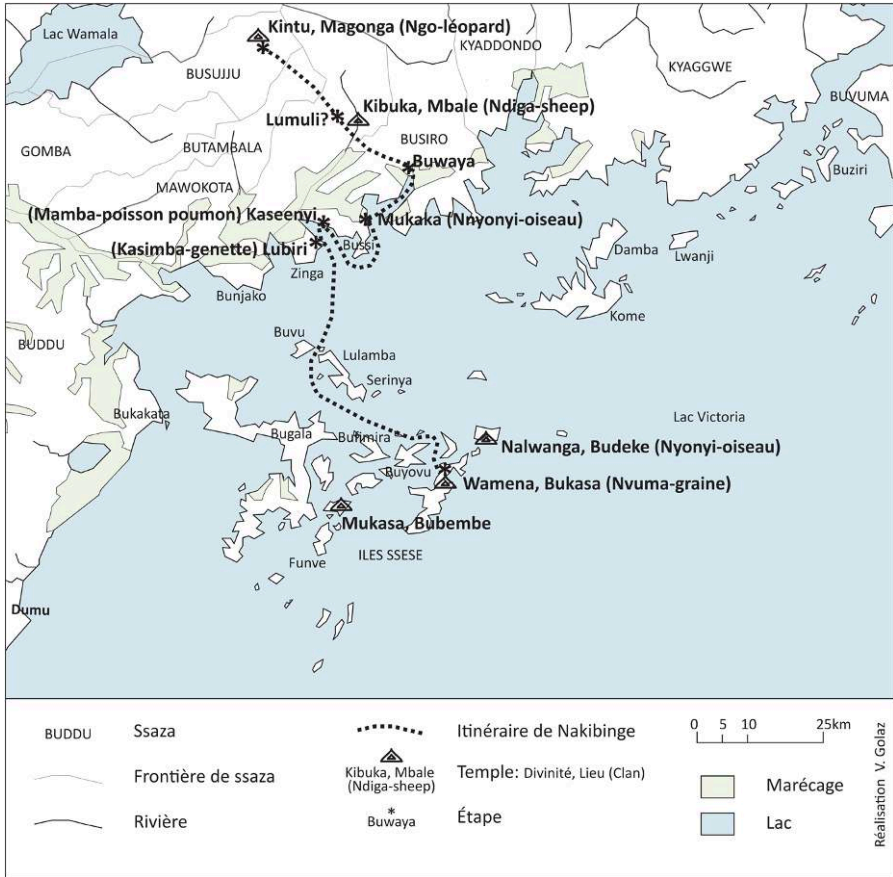 Lac Wamala
Kintu, Magonga (Ngo-léopard)
KYADDONDO
BUSUJJU
KYAGGWE
BUVUMA
Kibuka, Mbale (Ndiga-sheep)
Lumuli?
BUSIRO
GOMBA
BUTAMBALA
Buwaya
Buziri
MAWOKOTA
(Mamba-poisson poumon) Kaseenyi
Mukaka (Nnyonyi-oiseau)
(Kasimba-genette) Lubiri
Bussi
Damba
Lwanji
Zinga
Bunjako
Kome
Buvu
BUDDU
Lulamba
Serinya
Bukakata
Lac Victoria
Bugala
Bufimira
Nalwanga, Budeke (Nyonyi-oiseau)
Buyovu
Wamena, Bukasa (Nvuma-graine)
Mukasa, Bubembe
Funve
ILES SSESE
Dumu
BUDDU
Ssaza
Frontière de ssaza
Rivière
Itinéraire de Nakibinge
Kibuka, Mbale
(Ndiga-sheep)
Temple: Divinité, Lieu (Clan)
*
Buwaya
Étape
0 5 10 25km
Marécage
Lac
Réalisation V. Golaz